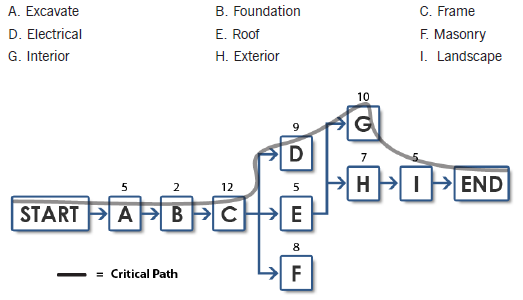 A. Excavate B. Foundation C. Frame
D. Electrical E. Roof F. Masonry
G. Interior H. Exterior I. Landscape
10
9
G
D
7 5
5 2 12 5
H I END
START A B C E
8
F
= Critical Path